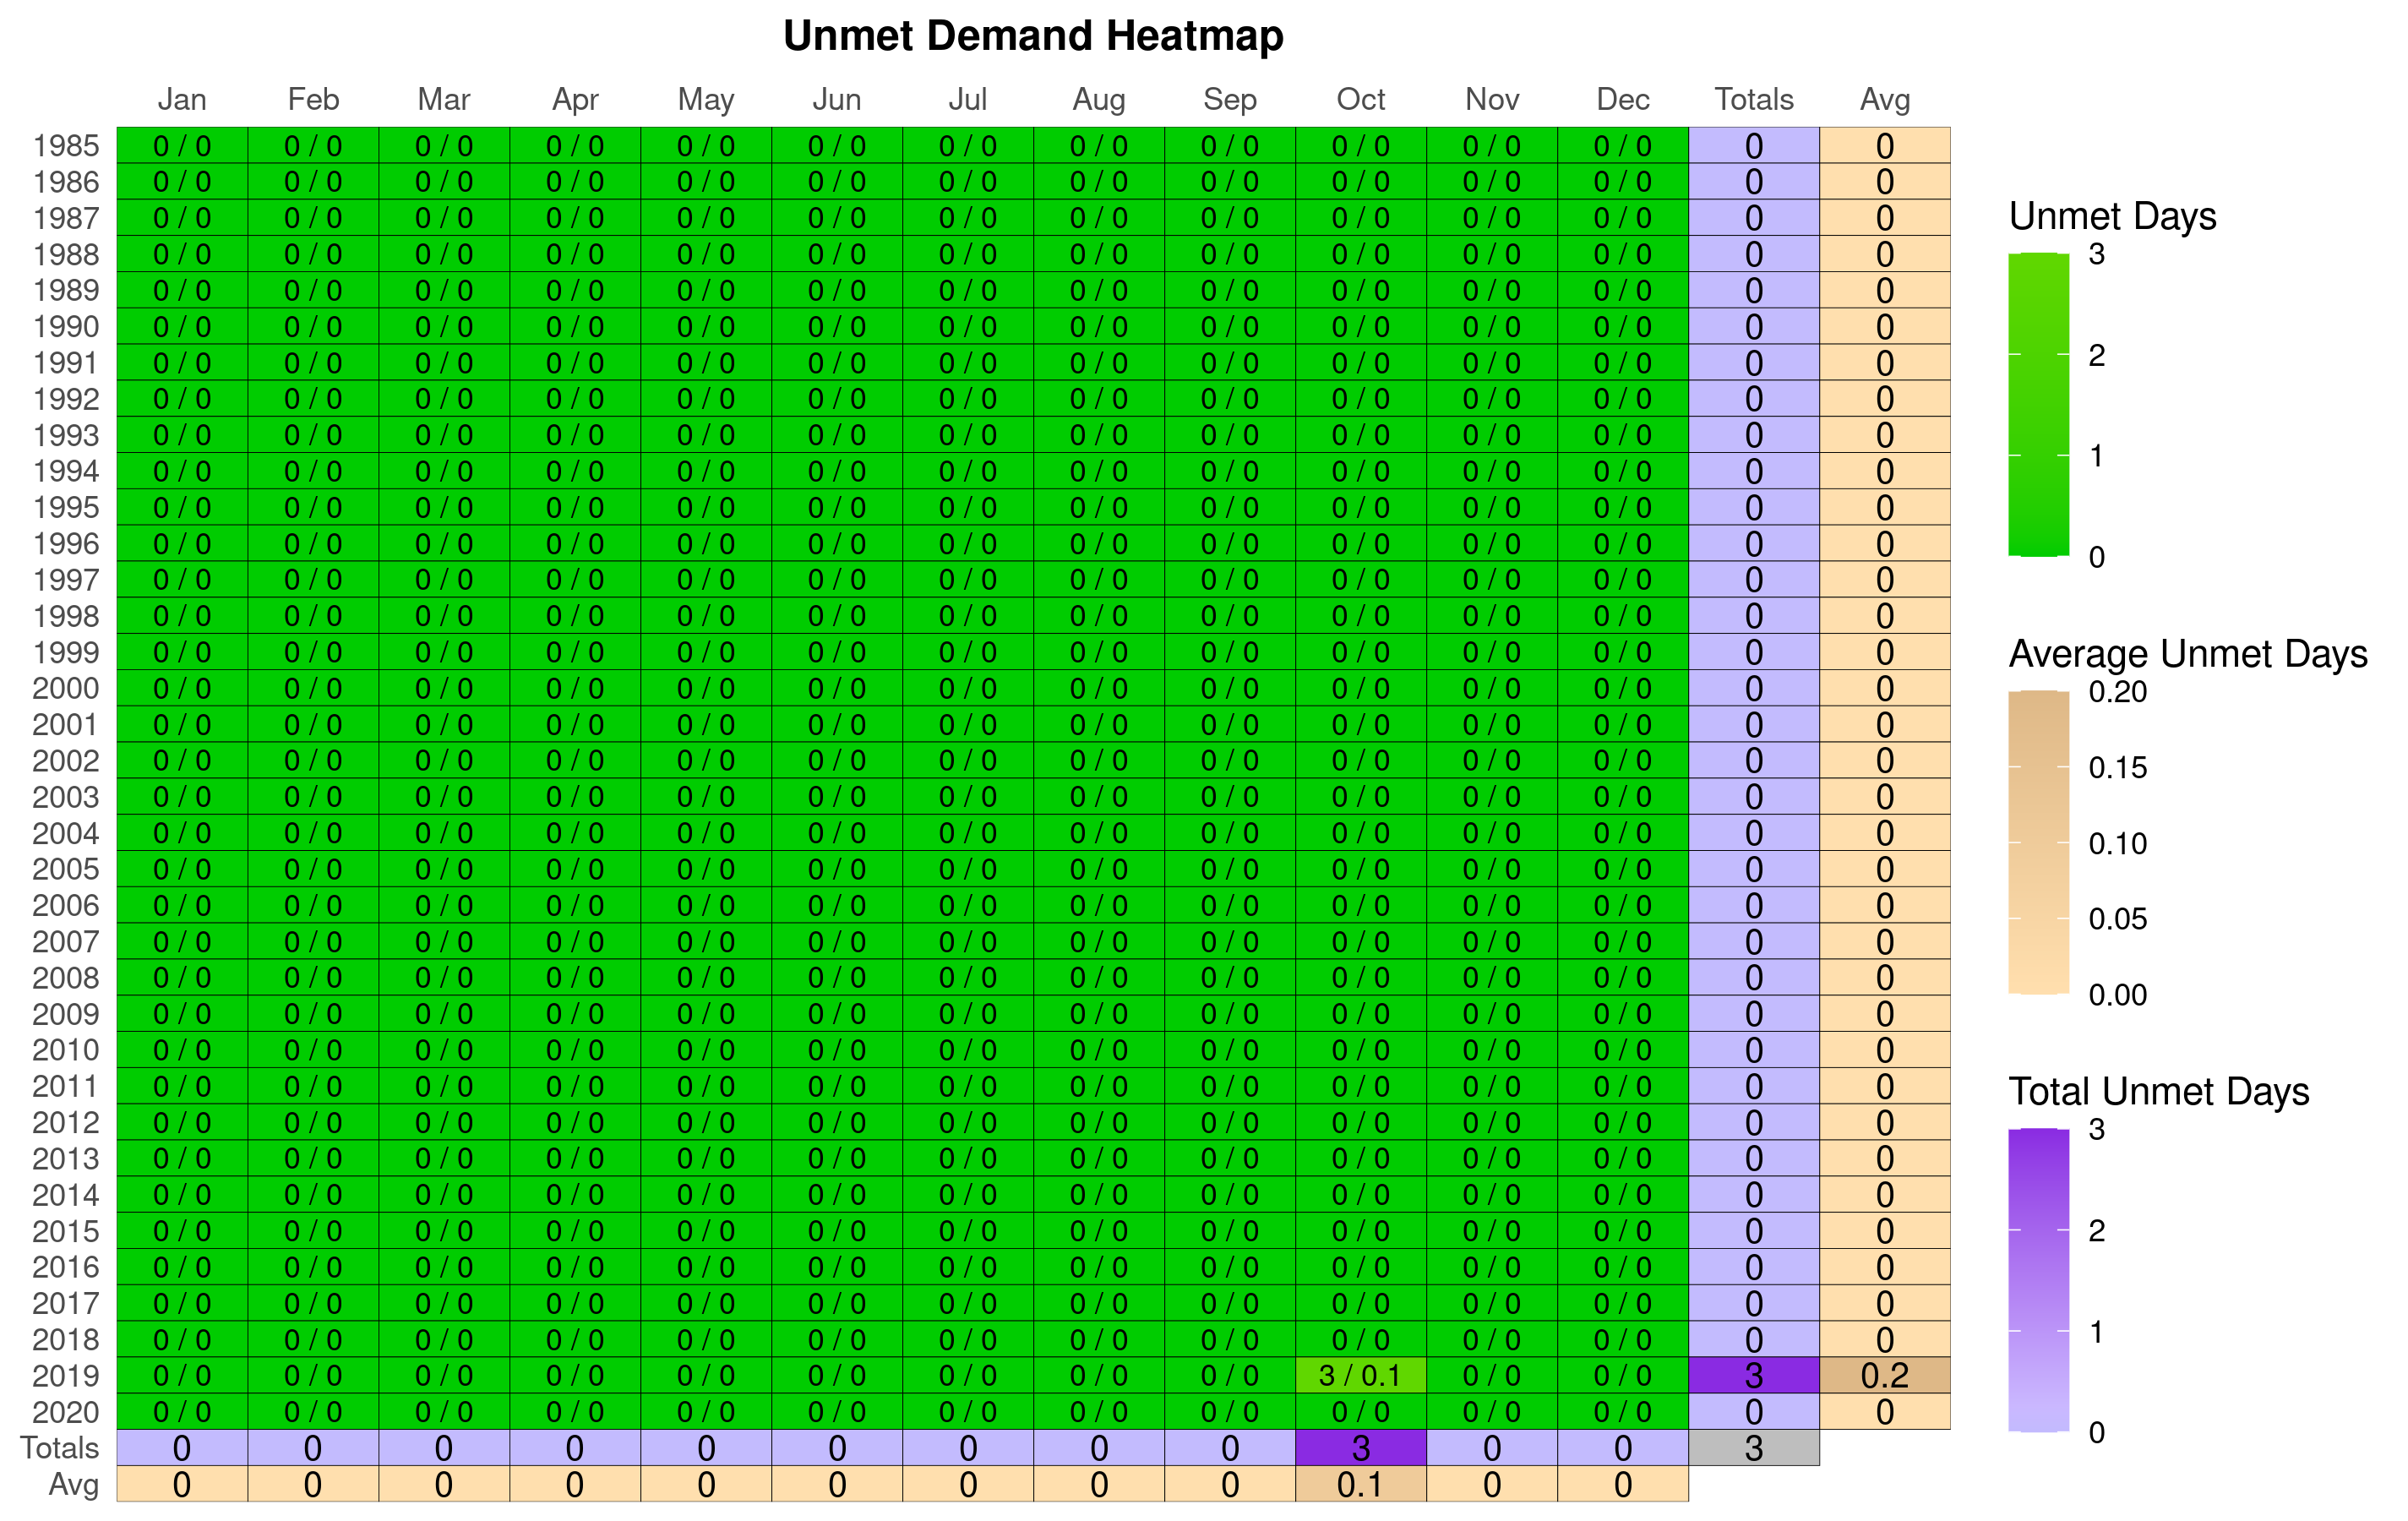 Unmet Demand Heatmap
Jan Feb Mar Apr May Jun Jul Aug Sep Oct Nov Dec Totals Avg
1985 0 / 0 0 / 0 0 / 0 0 / 0 0 / 0 0 / 0 0 / 0 0 / 0 0 / 0 0 / 0 0 / 0 0 / 0 0 0
1986 0 / 0 0 / 0 0 / 0 0 / 0 0 / 0 0 / 0 0 / 0 0 / 0 0 / 0 0 / 0 0 / 0 0 / 0 0 0
1987 0 / 0 0 / 0 0 / 0 0 / 0 0 / 0 0 / 0 0 / 0 0 / 0 0 / 0 0 / 0 0 / 0 0 / 0 0 0
1988 0 / 0 0 / 0 0 / 0 0 / 0 0 / 0 0 / 0 0 / 0 0 / 0 0 / 0 0 / 0 0 / 0 0 / 0 0 0
1989 0 / 0 0 / 0 0 / 0 0 / 0 0 / 0 0 / 0 0 / 0 0 / 0 0 / 0 0 / 0 0 / 0 0 / 0 0 0
1990 0 / 0 0 / 0 0 / 0 0 / 0 0 / 0 0 / 0 0 / 0 0 / 0 0 / 0 0 / 0 0 / 0 0 / 0 0 0
1991 0 / 0 0 / 0 0 / 0 0 / 0 0 / 0 0 / 0 0 / 0 0 / 0 0 / 0 0 / 0 0 / 0 0 / 0 0 0
1992 0 / 0 0 / 0 0 / 0 0 / 0 0 / 0 0 / 0 0 / 0 0 / 0 0 / 0 0 / 0 0 / 0 0 / 0 0 0
1993 0 / 0 0 / 0 0 / 0 0 / 0 0 / 0 0 / 0 0 / 0 0 / 0 0 / 0 0 / 0 0 / 0 0 / 0 0 0
1994 0 / 0 0 / 0 0 / 0 0 / 0 0 / 0 0 / 0 0 / 0 0 / 0 0 / 0 0 / 0 0 / 0 0 / 0 0 0
1995 0 / 0 0 / 0 0 / 0 0 / 0 0 / 0 0 / 0 0 / 0 0 / 0 0 / 0 0 / 0 0 / 0 0 / 0 0 0
1996 0 / 0 0 / 0 0 / 0 0 / 0 0 / 0 0 / 0 0 / 0 0 / 0 0 / 0 0 / 0 0 / 0 0 / 0 0 0
1997 0 / 0 0 / 0 0 / 0 0 / 0 0 / 0 0 / 0 0 / 0 0 / 0 0 / 0 0 / 0 0 / 0 0 / 0 0 0
1998 0 / 0 0 / 0 0 / 0 0 / 0 0 / 0 0 / 0 0 / 0 0 / 0 0 / 0 0 / 0 0 / 0 0 / 0 0 0
1999 0 / 0 0 / 0 0 / 0 0 / 0 0 / 0 0 / 0 0 / 0 0 / 0 0 / 0 0 / 0 0 / 0 0 / 0 0 0
2000 0 / 0 0 / 0 0 / 0 0 / 0 0 / 0 0 / 0 0 / 0 0 / 0 0 / 0 0 / 0 0 / 0 0 / 0 0 0
2001 0 / 0 0 / 0 0 / 0 0 / 0 0 / 0 0 / 0 0 / 0 0 / 0 0 / 0 0 / 0 0 / 0 0 / 0 0 0
2002 0 / 0 0 / 0 0 / 0 0 / 0 0 / 0 0 / 0 0 / 0 0 / 0 0 / 0 0 / 0 0 / 0 0 / 0 0 0
2003 0 / 0 0 / 0 0 / 0 0 / 0 0 / 0 0 / 0 0 / 0 0 / 0 0 / 0 0 / 0 0 / 0 0 / 0 0 0
2004 0 / 0 0 / 0 0 / 0 0 / 0 0 / 0 0 / 0 0 / 0 0 / 0 0 / 0 0 / 0 0 / 0 0 / 0 0 0
2005 0 / 0 0 / 0 0 / 0 0 / 0 0 / 0 0 / 0 0 / 0 0 / 0 0 / 0 0 / 0 0 / 0 0 / 0 0 0
2006 0 / 0 0 / 0 0 / 0 0 / 0 0 / 0 0 / 0 0 / 0 0 / 0 0 / 0 0 / 0 0 / 0 0 / 0 0 0
2007 0 / 0 0 / 0 0 / 0 0 / 0 0 / 0 0 / 0 0 / 0 0 / 0 0 / 0 0 / 0 0 / 0 0 / 0 0 0
2008 0 / 0 0 / 0 0 / 0 0 / 0 0 / 0 0 / 0 0 / 0 0 / 0 0 / 0 0 / 0 0 / 0 0 / 0 0 0
2009 0 / 0 0 / 0 0 / 0 0 / 0 0 / 0 0 / 0 0 / 0 0 / 0 0 / 0 0 / 0 0 / 0 0 / 0 0 0
2010 0 / 0 0 / 0 0 / 0 0 / 0 0 / 0 0 / 0 0 / 0 0 / 0 0 / 0 0 / 0 0 / 0 0 / 0 0 0
2011 0 / 0 0 / 0 0 / 0 0 / 0 0 / 0 0 / 0 0 / 0 0 / 0 0 / 0 0 / 0 0 / 0 0 / 0 0 0
2012 0 / 0 0 / 0 0 / 0 0 / 0 0 / 0 0 / 0 0 / 0 0 / 0 0 / 0 0 / 0 0 / 0 0 / 0 0 0
2013 0 / 0 0 / 0 0 / 0 0 / 0 0 / 0 0 / 0 0 / 0 0 / 0 0 / 0 0 / 0 0 / 0 0 / 0 0 0
2014 0 / 0 0 / 0 0 / 0 0 / 0 0 / 0 0 / 0 0 / 0 0 / 0 0 / 0 0 / 0 0 / 0 0 / 0 0 0
2015 0 / 0 0 / 0 0 / 0 0 / 0 0 / 0 0 / 0 0 / 0 0 / 0 0 / 0 0 / 0 0 / 0 0 / 0 0 0
2016 0 / 0 0 / 0 0 / 0 0 / 0 0 / 0 0 / 0 0 / 0 0 / 0 0 / 0 0 / 0 0 / 0 0 / 0 0 0
2017 0 / 0 0 / 0 0 / 0 0 / 0 0 / 0 0 / 0 0 / 0 0 / 0 0 / 0 0 / 0 0 / 0 0 / 0 0 0
2018 0 / 0 0 / 0 0 / 0 0 / 0 0 / 0 0 / 0 0 / 0 0 / 0 0 / 0 0 / 0 0 / 0 0 / 0 0 0
2019 0 / 0 0 / 0 0 / 0 0 / 0 0 / 0 0 / 0 0 / 0 0 / 0 0 / 0 3 / 0.1 0 / 0 0 / 0 3 0.2
2020 0 / 0 0 / 0 0 / 0 0 / 0 0 / 0 0 / 0 0 / 0 0 / 0 0 / 0 0 / 0 0 / 0 0 / 0 0 0
Totals 0 0 0 0 0 0 0 0 0 3 0 0 3
Avg 0 0 0 0 0 0 0 0 0 0.1 0 0
Unmet Days
3
2
1
0
Average Unmet Days
0.20
0.15
0.10
0.05
0.00
Total Unmet Days
3
2
1
0